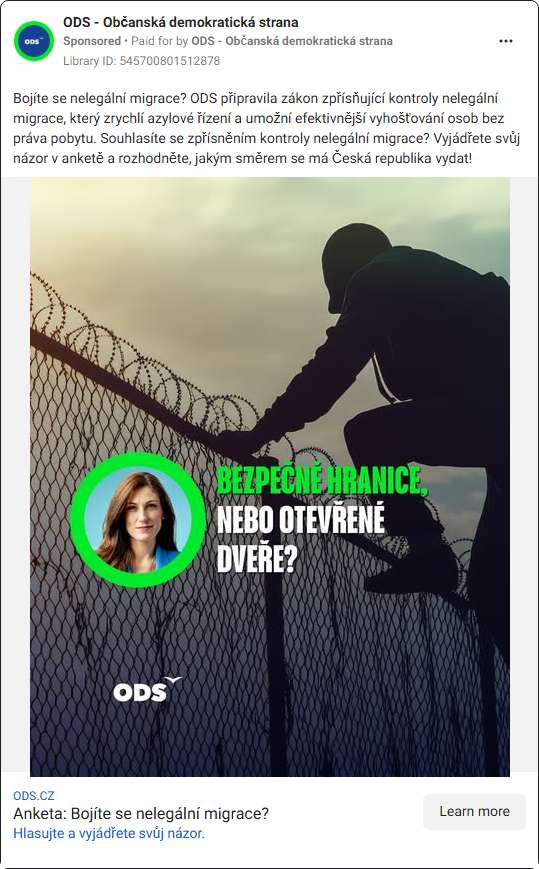 ODS - Občanská demokratická strana
Sponsored • Paid for by ODS - Občanská demokratická strana
Library ID: 545700801512878
ODS
Bojíte se nelegální migrace? ODS připravila zákon zpřísňující kontroly nelegální
migrace, který zrychlí azylové řízení a umožní efektivnější vyhošťování osob bez
práva pobytu. Souhlasíte se zpřísněním kontroly nelegální migrace? Vyjádřete svůj
názor v anketě a rozhodněte, jakým směrem se má Česká republika vydat!
BEZPEČNÉ HRANICE,
NEBO OTEVŘENÉ
DVEŘE?
ODS
ODS.CZ
Anketa: Bojíte se nelegální migrace?
Hlasujte a vyjádřete svůj názor.
Learn more